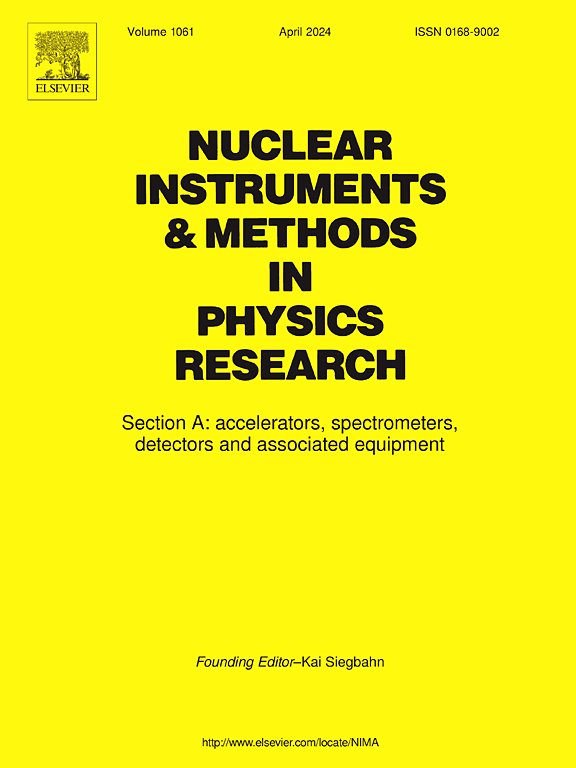 Volume 1061 April 2024 ISSN 0168-9002
ELSEVIER
NUCLEAR
INSTRUMENTS
& METHODS
IN
PHYSICS
RESEARCH
Section A: accelerators, spectrometers,
detectors and associated equipment
Founding Editor–Kai Siegbahn
http://www.elsevier.com/locate/NIMA